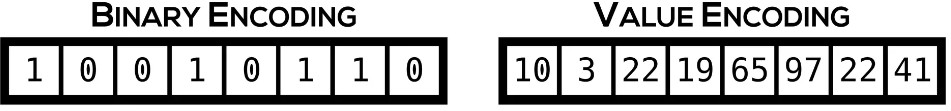 BINARY ENCODING
1 0 0 1 0 1 1 0
VALUE ENCODING
10 3 22 19 65 97 22 41